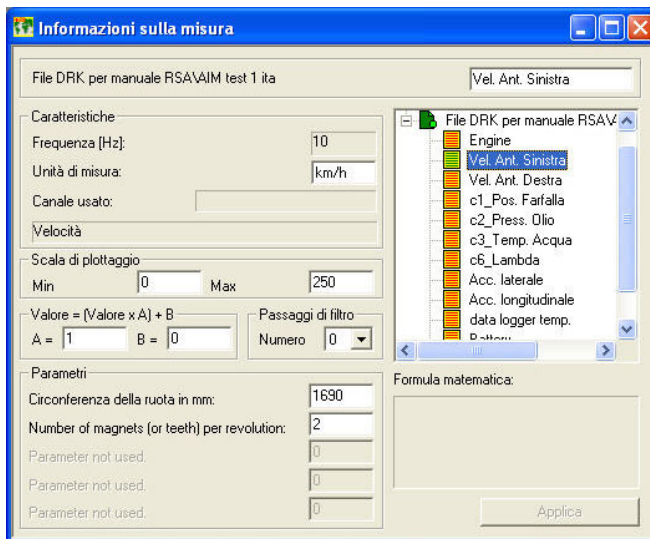 Informazioni sulla misura
File DRK per manuale RSA\AIM test 1 ita
Vel. Ant. Sinistra
Caratteristiche
Frequenza [Hz]:
10
Unità di misura:
km/h
Canale usato:
Velocità
Scala di plottaggio
Min
0
Max
250
Valore = (Valore x A) + B
A =
1
B =
0
Passaggi di filtro
Numero
0
Parametri
Circonferenza della ruota in mm:
1690
Number of magnets (or teeth) per revolution:
2
Parameter not used.
0
Parameter not used.
0
Parameter not used.
0
File DRK per manuale RSA\
Engine
Vel. Ant. Sinistra
Vel. Ant. Destra
c1_Pos. Farfalla
c2_Press. Olio
c3_Temp. Acqua
c6_Lambda
Acc. laterale
Acc. longitudinale
data logger temp.
Battery
Formula matematica:
Applica